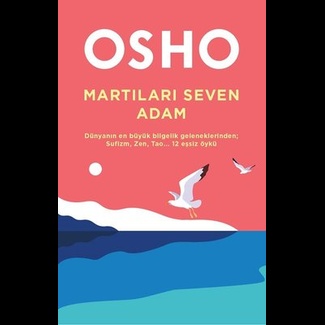 OSHO
MARTILARI SEVEN
ADAM
Dünyanın en büyük bilgelik geleneklerinden;
Sufizm, Zen, Tao... 12 eşsiz öykü